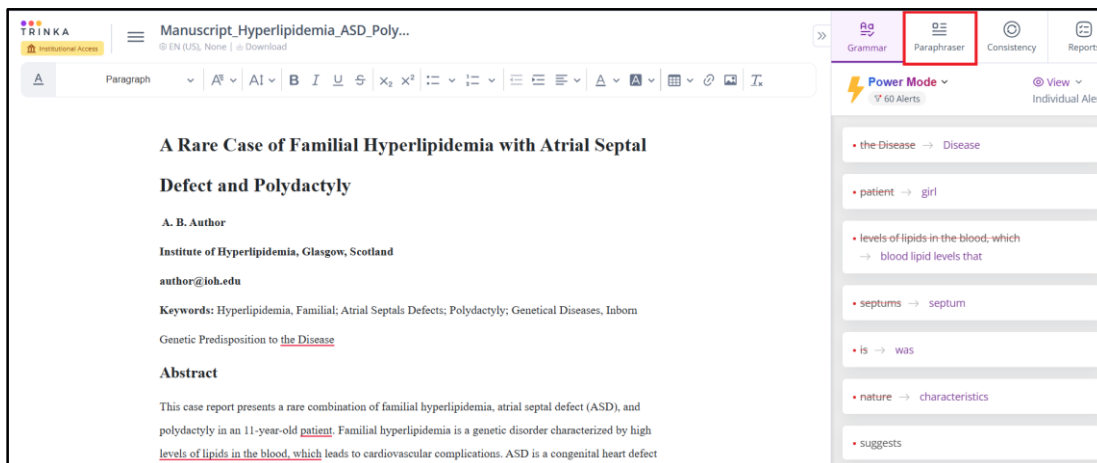 TRINKA
Institutional Access
Manuscript_Hyperlipidemia_ASD_Poly...
EN (US), None | Download
Paragraph
A Rare Case of Familial Hyperlipidemia with Atrial Septal
Defect and Polydactyly
A. B. Author
Institute of Hyperlipidemia, Glasgow, Scotland
author@ioh.edu
Keywords: Hyperlipidemia, Familial; Atrial Septals Defects; Polydactyly; Genetical Diseases, Inborn
Genetic Predisposition to the Disease
Abstract
This case report presents a rare combination of familial hyperlipidemia, atrial septal defect (ASD), and
polydactyly in an 11-year-old patient. Familial hyperlipidemia is a genetic disorder characterized by high
levels of lipids in the blood, which leads to cardiovascular complications. ASD is a congenital heart defect
Grammar
Paraphraser
Consistency
Reports
Power Mode
View
60 Alerts
Individual Ale
the Disease → Disease
patient → girl
levels of lipids in the blood, which
→ blood lipid levels that
septums → septum
is → was
nature → characteristics
suggests